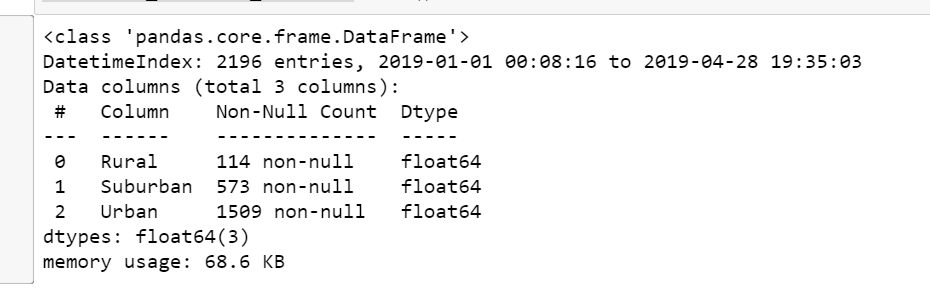 <class 'pandas.core.frame.DataFrame'>
DatetimeIndex: 2196 entries, 2019-01-01 00:08:16 to 2019-04-28 19:35:03
Data columns (total 3 columns):
 #   Column    Non-Null Count  Dtype
---  ------    --------------  -----
 0   Rural     114 non-null    float64
 1   Suburban  573 non-null    float64
 2   Urban     1509 non-null   float64
dtypes: float64(3)
memory usage: 68.6 KB